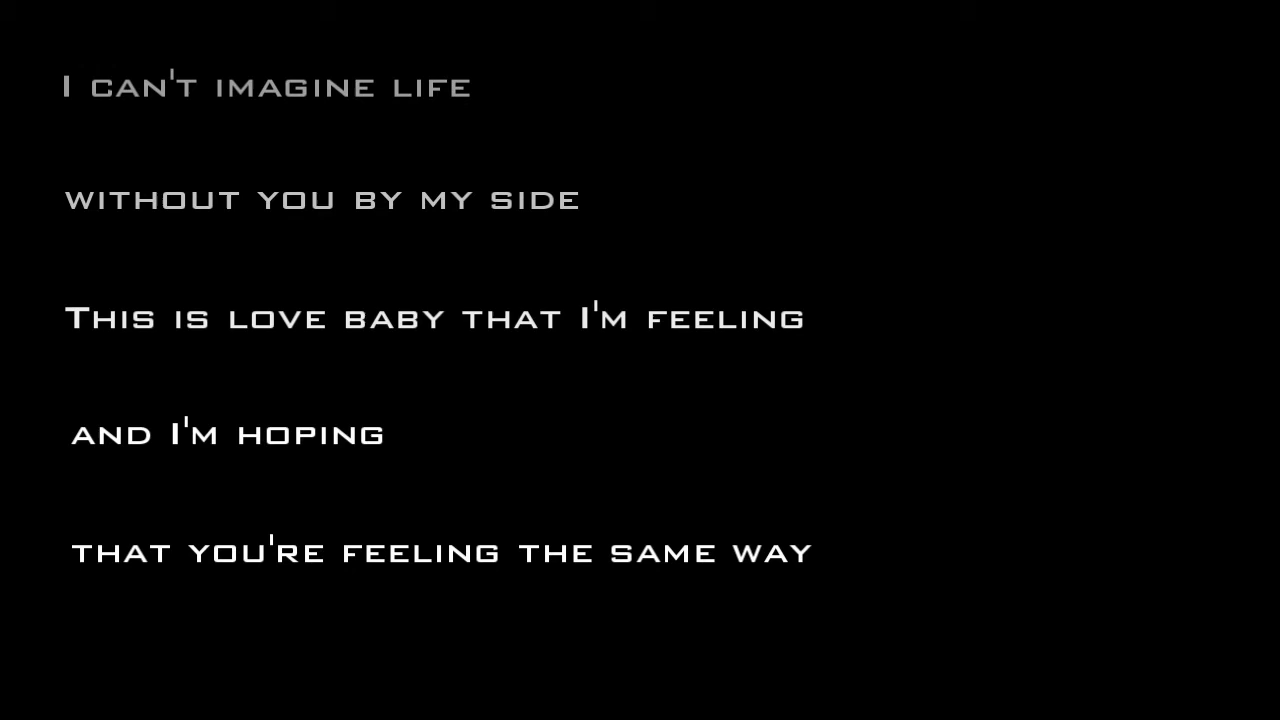 I can't imagine life
without you by my side
This is love baby that I'm feeling
and I'm hoping
that you're feeling the same way